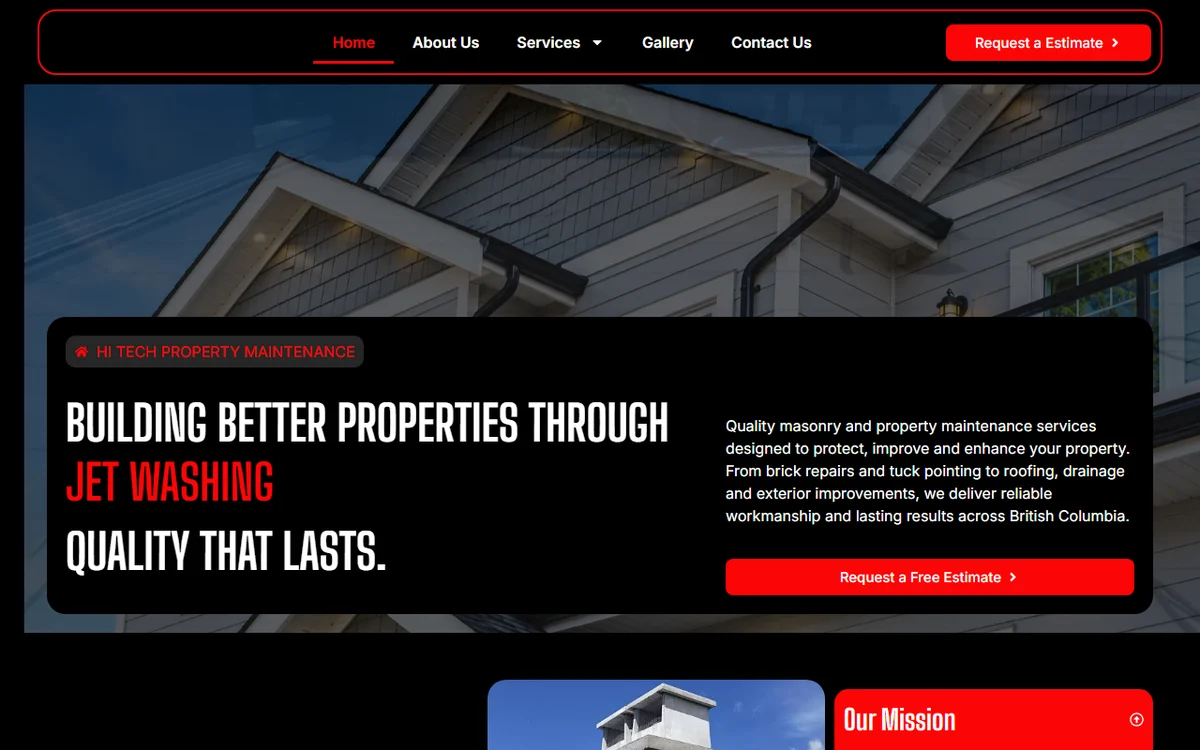 Home
About Us
Services
Gallery
Contact Us
Request a Estimate
HI TECH PROPERTY MAINTENANCE
BUILDING BETTER PROPERTIES THROUGH
JET WASHING
QUALITY THAT LASTS.
Quality masonry and property maintenance services
designed to protect, improve and enhance your property.
From brick repairs and tuck pointing to roofing, drainage
and exterior improvements, we deliver reliable
workmanship and lasting results across British Columbia.
Request a Free Estimate
Our Mission